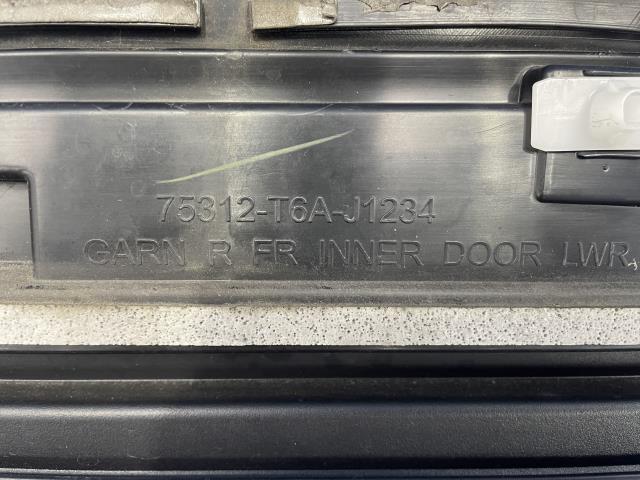 75312-T6A-J1234
GARN R FR INNER DOOR LWR,